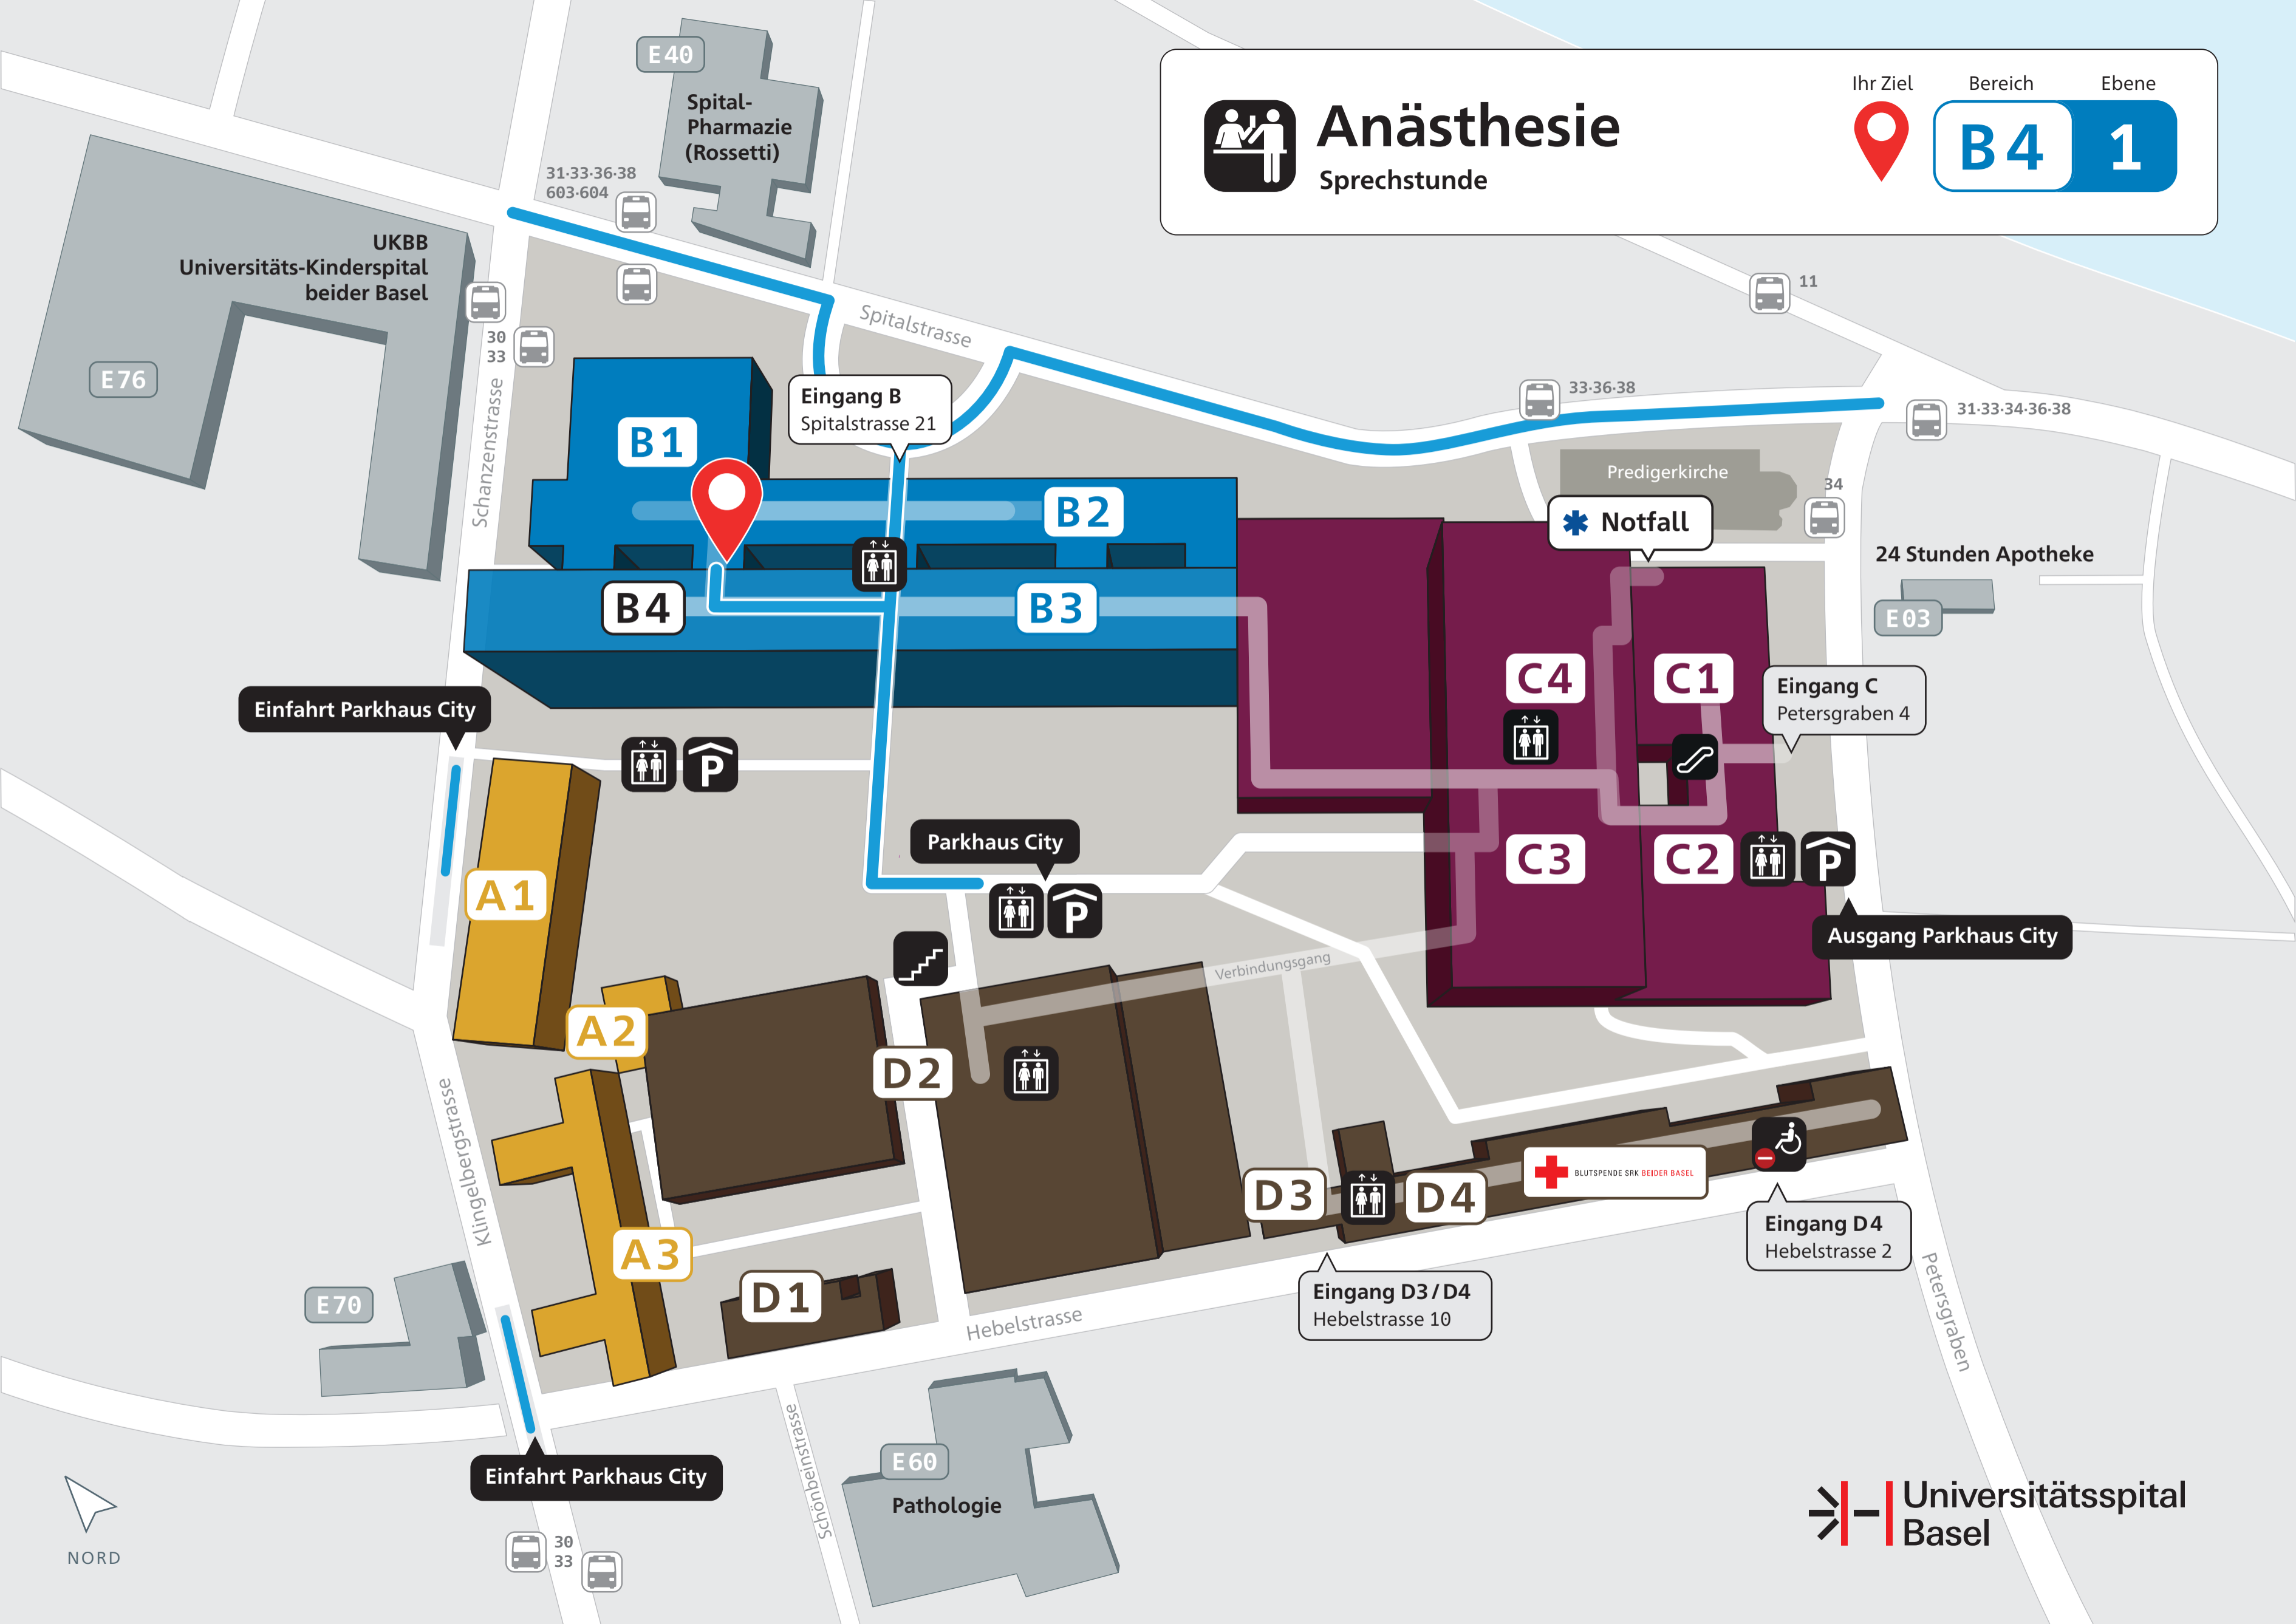 E40
Spital-
Pharmazie
(Rossetti)
31·33·36·38
603·604
Anästhesie
Sprechstunde
Ihr Ziel
Bereich
Ebene
B4
1
UKBB
Universitäts-Kinderspital
beider Basel
E76
30
33
Schanzenstrasse
Spitalstrasse
11
33·36·38
31·33·34·36·38
Eingang B
Spitalstrasse 21
B1
B2
B4
B3
Predigerkirche
34
Notfall
24 Stunden Apotheke
E03
C4
C1
Eingang C
Petersgraben 4
Einfahrt Parkhaus City
P
Parkhaus City
P
C3
C2
P
Ausgang Parkhaus City
A1
A2
Verbindungsgang
D2
Klingelbergstrasse
A3
D1
D3
D4
BLUTSPENDE SRK BEIDER BASEL
Eingang D4
Hebelstrasse 2
Eingang D3/D4
Hebelstrasse 10
Petersgraben
E70
Hebelstrasse
Schönbeinstrasse
Einfahrt Parkhaus City
E60
Pathologie
30
33
NORD
Universitätsspital
Basel